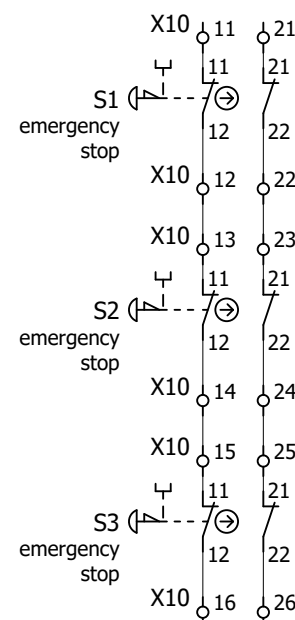 X10 11 21
11 21
S1
emergency
stop
12 22
X10 12 22
X10 13 23
11 21
S2
emergency
stop
12 22
X10 14 24
X10 15 25
11 21
S3
emergency
stop
12 22
X10 16 26